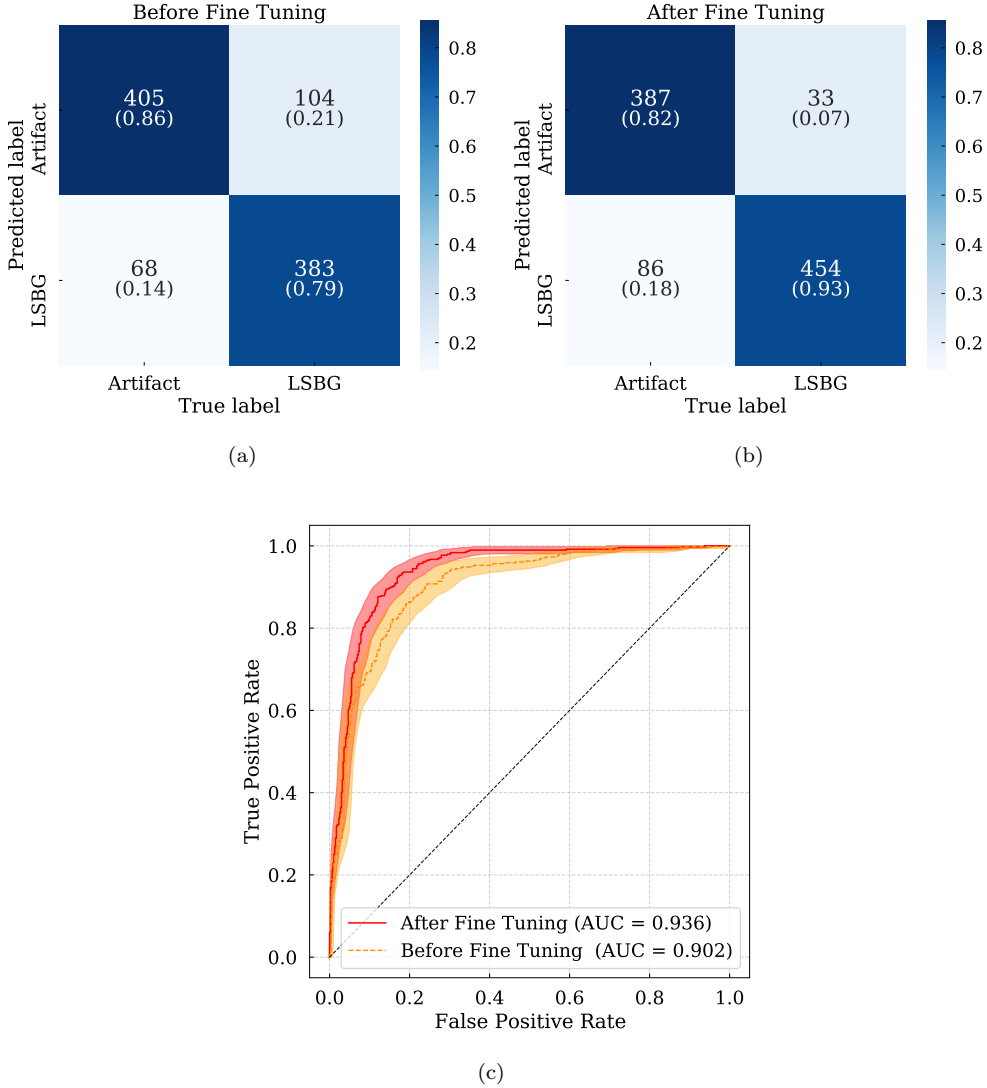 Before Fine Tuning
Predicted label
Artifact
LSBG
405
(0.86)
104
(0.21)
68
(0.14)
383
(0.79)
Artifact
LSBG
True label
0.8
0.7
0.6
0.5
0.4
0.3
0.2
(a)
After Fine Tuning
Predicted label
Artifact
LSBG
387
(0.82)
33
(0.07)
86
(0.18)
454
(0.93)
Artifact
LSBG
True label
0.8
0.7
0.6
0.5
0.4
0.3
0.2
(b)
True Positive Rate
1.0
0.8
0.6
0.4
0.2
0.0
After Fine Tuning (AUC = 0.936)
Before Fine Tuning (AUC = 0.902)
0.0
0.2
0.4
0.6
0.8
1.0
False Positive Rate
(c)